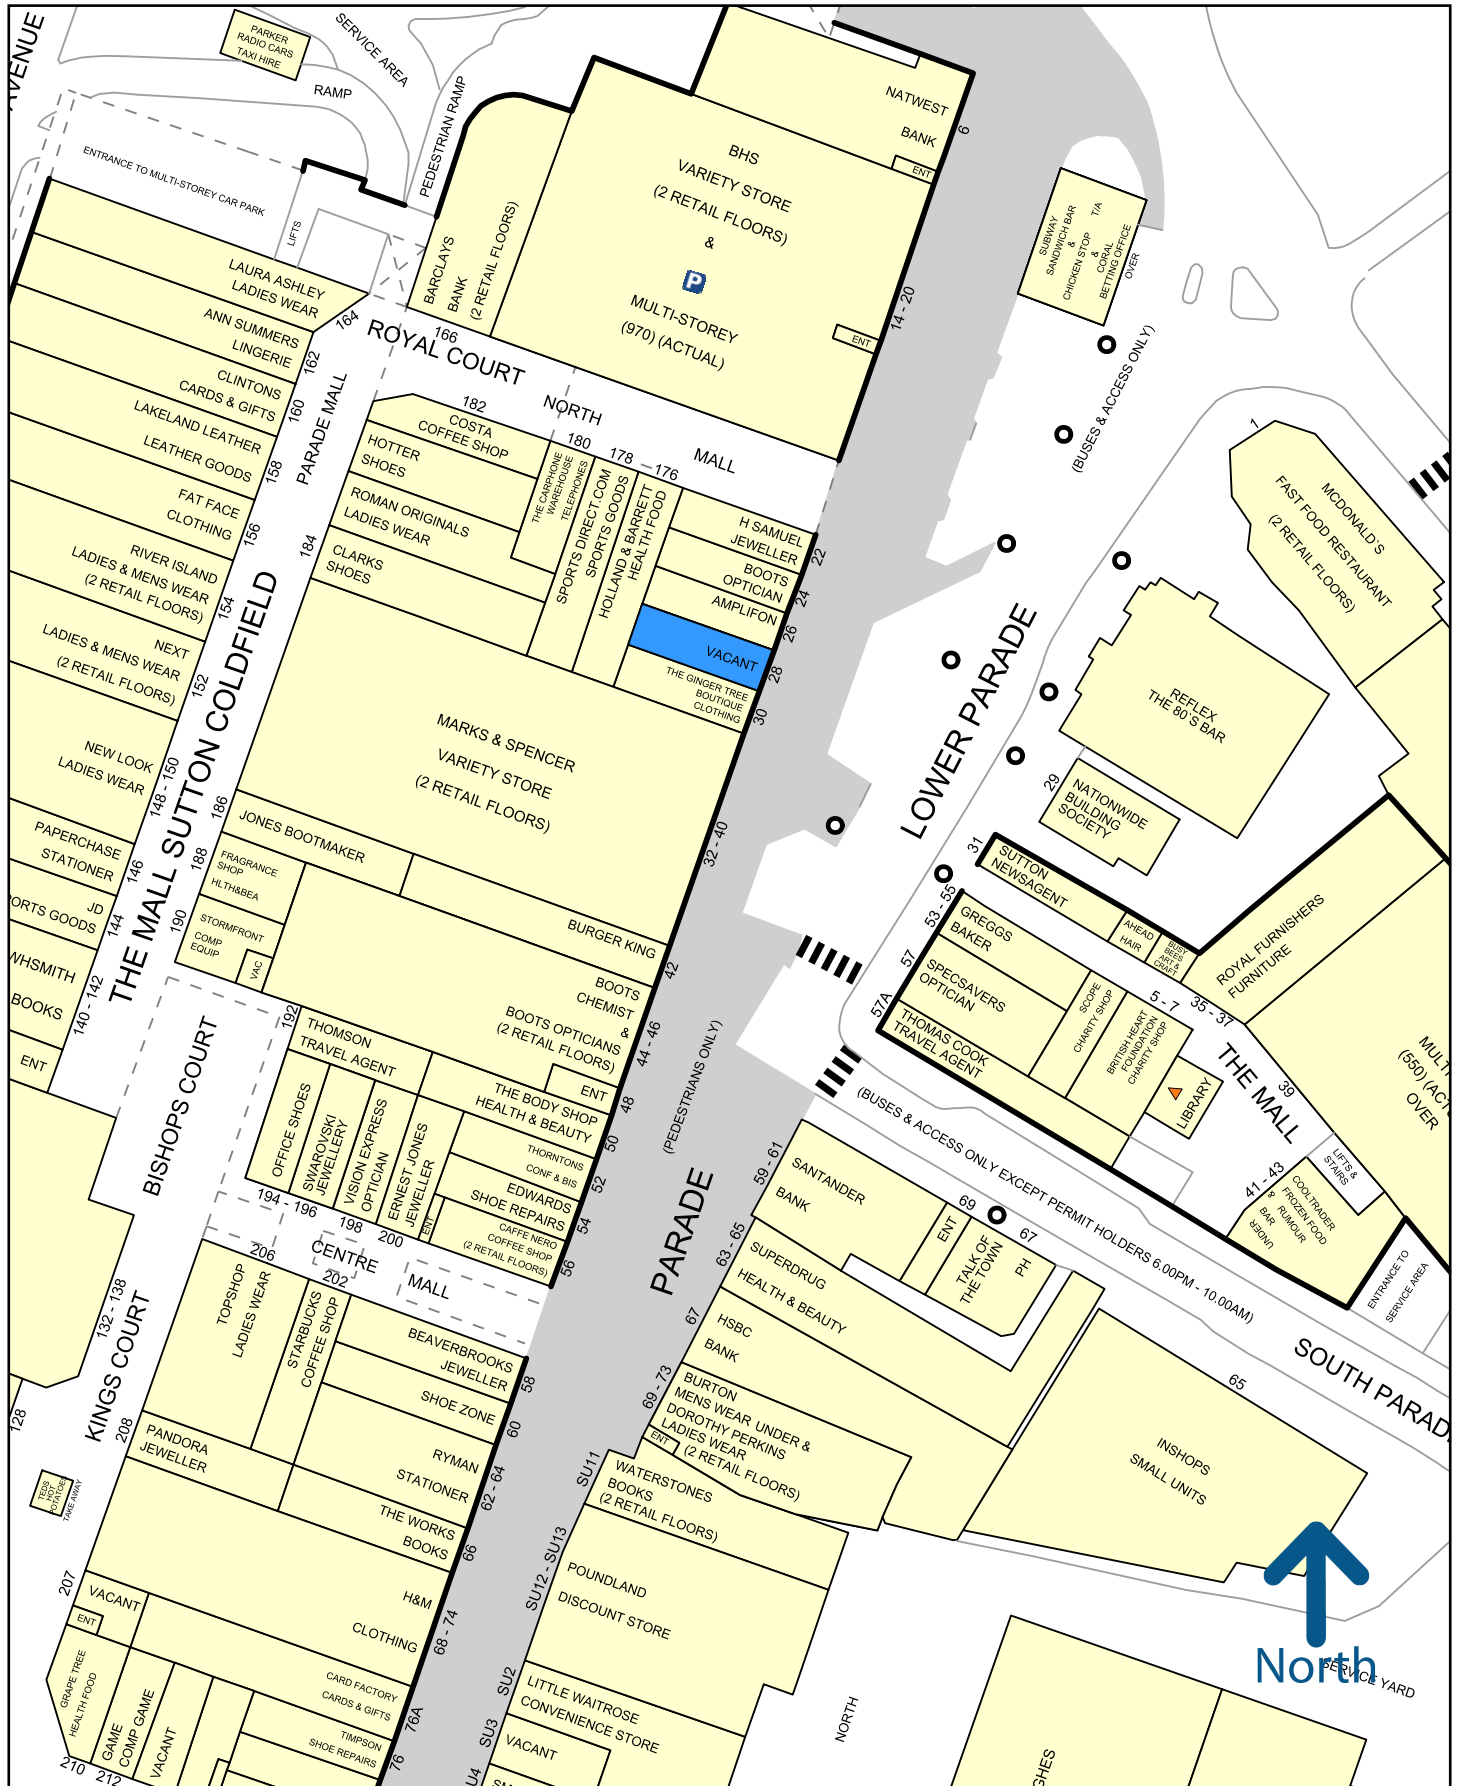 AVENUE
PARKER
RADIO CARS
TAXI HIRE
SERVICE AREA
RAMP
PEDESTRIAN RAMP
ENTRANCE TO MULTI-STOREY CAR PARK
LIFTS
NATWEST
BANK
6
ENT
BHS
VARIETY STORE
(2 RETAIL FLOORS)
&
P
MULTI-STOREY
(970) (ACTUAL)
14 - 20
ENT
BARCLAYS
BANK
(2 RETAIL FLOORS)
166
SUBWAY
SANDWICH BAR
&
CHICKEN STOP T/A
&
CORAL
BETTING OFFICE
OVER
(BUSES & ACCESS ONLY)
LAURA ASHLEY
LADIES WEAR
164
ANN SUMMERS
LINGERIE
162
CLINTONS
CARDS & GIFTS
160
LAKELAND LEATHER
LEATHER GOODS
158
FAT FACE
CLOTHING
156
RIVER ISLAND
LADIES & MENS WEAR
(2 RETAIL FLOORS)
154
NEXT
LADIES & MENS WEAR
(2 RETAIL FLOORS)
152
NEW LOOK
LADIES WEAR
148 - 150
PAPERCHASE
STATIONER
146
JD
ORTS GOODS
144
WHSMITH
BOOKS
140 - 142
ENT
ROYAL COURT
NORTH
MALL
PARADE MALL
THE MALL SUTTON COLDFIELD
182
COSTA
COFFEE SHOP
HOTTER
SHOES
ROMAN ORIGINALS
LADIES WEAR
184
CLARKS
SHOES
180
THE CARPHONE
WAREHOUSE
TELEPHONES
178
SPORTS DIRECT.COM
SPORTS GOODS
176
HOLLAND & BARRETT
HEALTH FOOD
H SAMUEL
JEWELLER
22
BOOTS
OPTICIAN
24
AMPLIFON
26
VACANT
28
THE GINGER TREE
BOUTIQUE
CLOTHING
30
MARKS & SPENCER
VARIETY STORE
(2 RETAIL FLOORS)
32 - 40
186
JONES BOOTMAKER
188
FRAGRANCE
SHOP
HLTH&BEA
190
STORMFRONT
COMP
EQUIP
VAC
BURGER KING
42
BOOTS
CHEMIST
&
BOOTS OPTICIANS
(2 RETAIL FLOORS)
44 - 46
ENT
192
THOMSON
TRAVEL AGENT
THE BODY SHOP
HEALTH & BEAUTY
48
OFFICE SHOES
SWAROVSKI
JEWELLERY
VISION EXPRESS
OPTICIAN
ERNEST JONES
JEWELLER
ENT
THORNTONS
CONF & BIS
50
EDWARDS
SHOE REPAIRS
52
CAFFE NERO
COFFEE SHOP
(2 RETAIL FLOORS)
54
56
194 - 196
198
200
BISHOPS COURT
CENTRE
MALL
(PEDESTRIANS ONLY)
PARADE
LOWER PARADE
1
MCDONALD`S
FAST FOOD RESTAURANT
(2 RETAIL FLOORS)
REFLEX
THE 80`S BAR
29
NATIONWIDE
BUILDING
SOCIETY
31
SUTTON
NEWSAGENT
AHEAD
HAIR
BUSY
BEES
ART &
CRAFT
ROYAL FURNISHERS
FURNITURE
35 - 37
53 - 55
GREGGS
BAKER
57
SPECSAVERS
OPTICIAN
57A
THOMAS COOK
TRAVEL AGENT
SCOPE
CHARITY SHOP
5 - 7
BRITISH HEART
FOUNDATION
CHARITY SHOP
LIBRARY
THE MALL
39
MULTI
(550) (ACT
OVER
LIFTS &
STAIRS
41 - 43
COOLTRADER
FROZEN FOOD
RUMOUR
&
BAR
UNDER
ENTRANCE TO
SERVICE AREA
(BUSES & ACCESS ONLY EXCEPT PERMIT HOLDERS 6.00PM - 10.00AM)
SOUTH PARAD
59 - 61
SANTANDER
BANK
69
ENT
67
TALK OF
THE TOWN
PH
63 - 65
SUPERDRUG
HEALTH & BEAUTY
67
HSBC
BANK
69 - 73
BURTON
MENS WEAR UNDER &
DOROTHY PERKINS
LADIES WEAR
(2 RETAIL FLOORS)
ENT
65
INSHOPS
SMALL UNITS
SU11
WATERSTONES
BOOKS
(2 RETAIL FLOORS)
SU12 - SU13
POUNDLAND
DISCOUNT STORE
SU2
LITTLE WAITROSE
CONVENIENCE STORE
SU3
VACANT
SU4
132 - 138
KINGS COURT
128
206
TOPSHOP
LADIES WEAR
202
STARBUCKS
COFFEE SHOP
BEAVERBROOKS
JEWELLER
58
SHOE ZONE
60
RYMAN
STATIONER
62 - 64
208
PANDORA
JEWELLER
THE WORKS
BOOKS
66
TEDS
HOT
POTATOES
TAKE AWAY
H&M
CLOTHING
68 - 74
207
VACANT
ENT
GRAPE TREE
HEALTH FOOD
GAME
COMP GAME
VACANT
210
212
CARD FACTORY
CARDS & GIFTS
76A
TIMPSON
SHOE REPAIRS
76
NORTH
North
SERVICE YARD
GHES